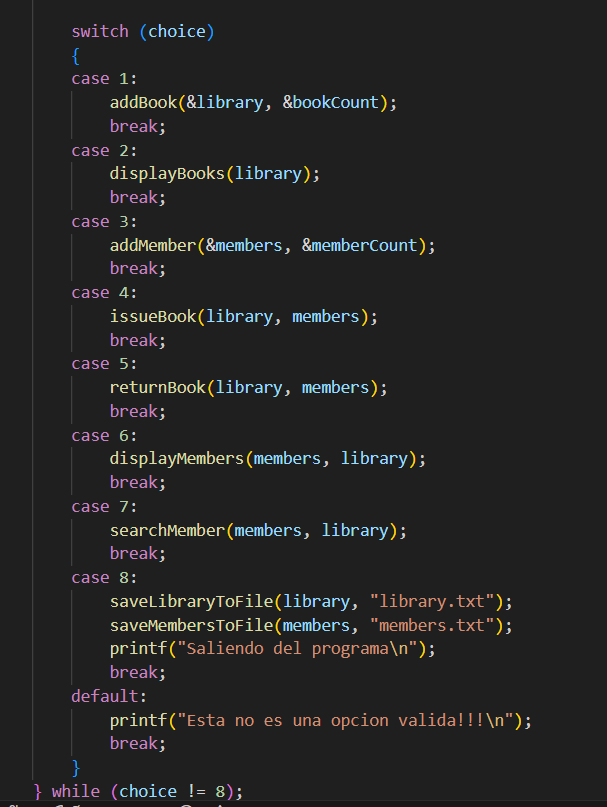 switch (choice)
{
case 1:
addBook(&library, &bookCount);
break;
case 2:
displayBooks(library);
break;
case 3:
addMember(&members, &memberCount);
break;
case 4:
issueBook(library, members);
break;
case 5:
returnBook(library, members);
break;
case 6:
displayMembers(members, library);
break;
case 7:
searchMember(members, library);
break;
case 8:
saveLibraryToFile(library, "library.txt");
saveMembersToFile(members, "members.txt");
printf("Saliendo del programa\n");
break;
default:
printf("Esta no es una opcion valida!!!\n");
break;
}
} while (choice != 8);